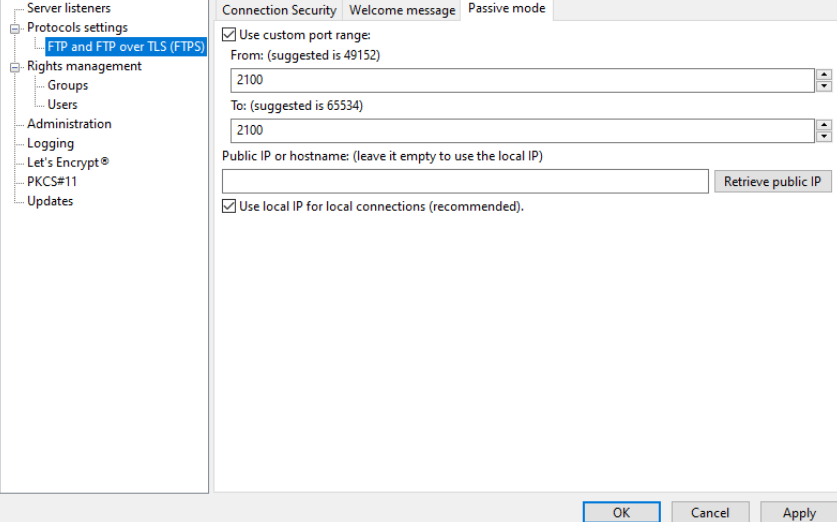 Server listeners
Protocols settings
FTP and FTP over TLS (FTPS)
Rights management
Groups
Users
Administration
Logging
Let's Encrypt®
PKCS#11
Updates
Connection Security Welcome message Passive mode
Use custom port range:
From: (suggested is 49152)
2100
To: (suggested is 65534)
2100
Public IP or hostname: (leave it empty to use the local IP)
Retrieve public IP
Use local IP for local connections (recommended).
OK Cancel Apply